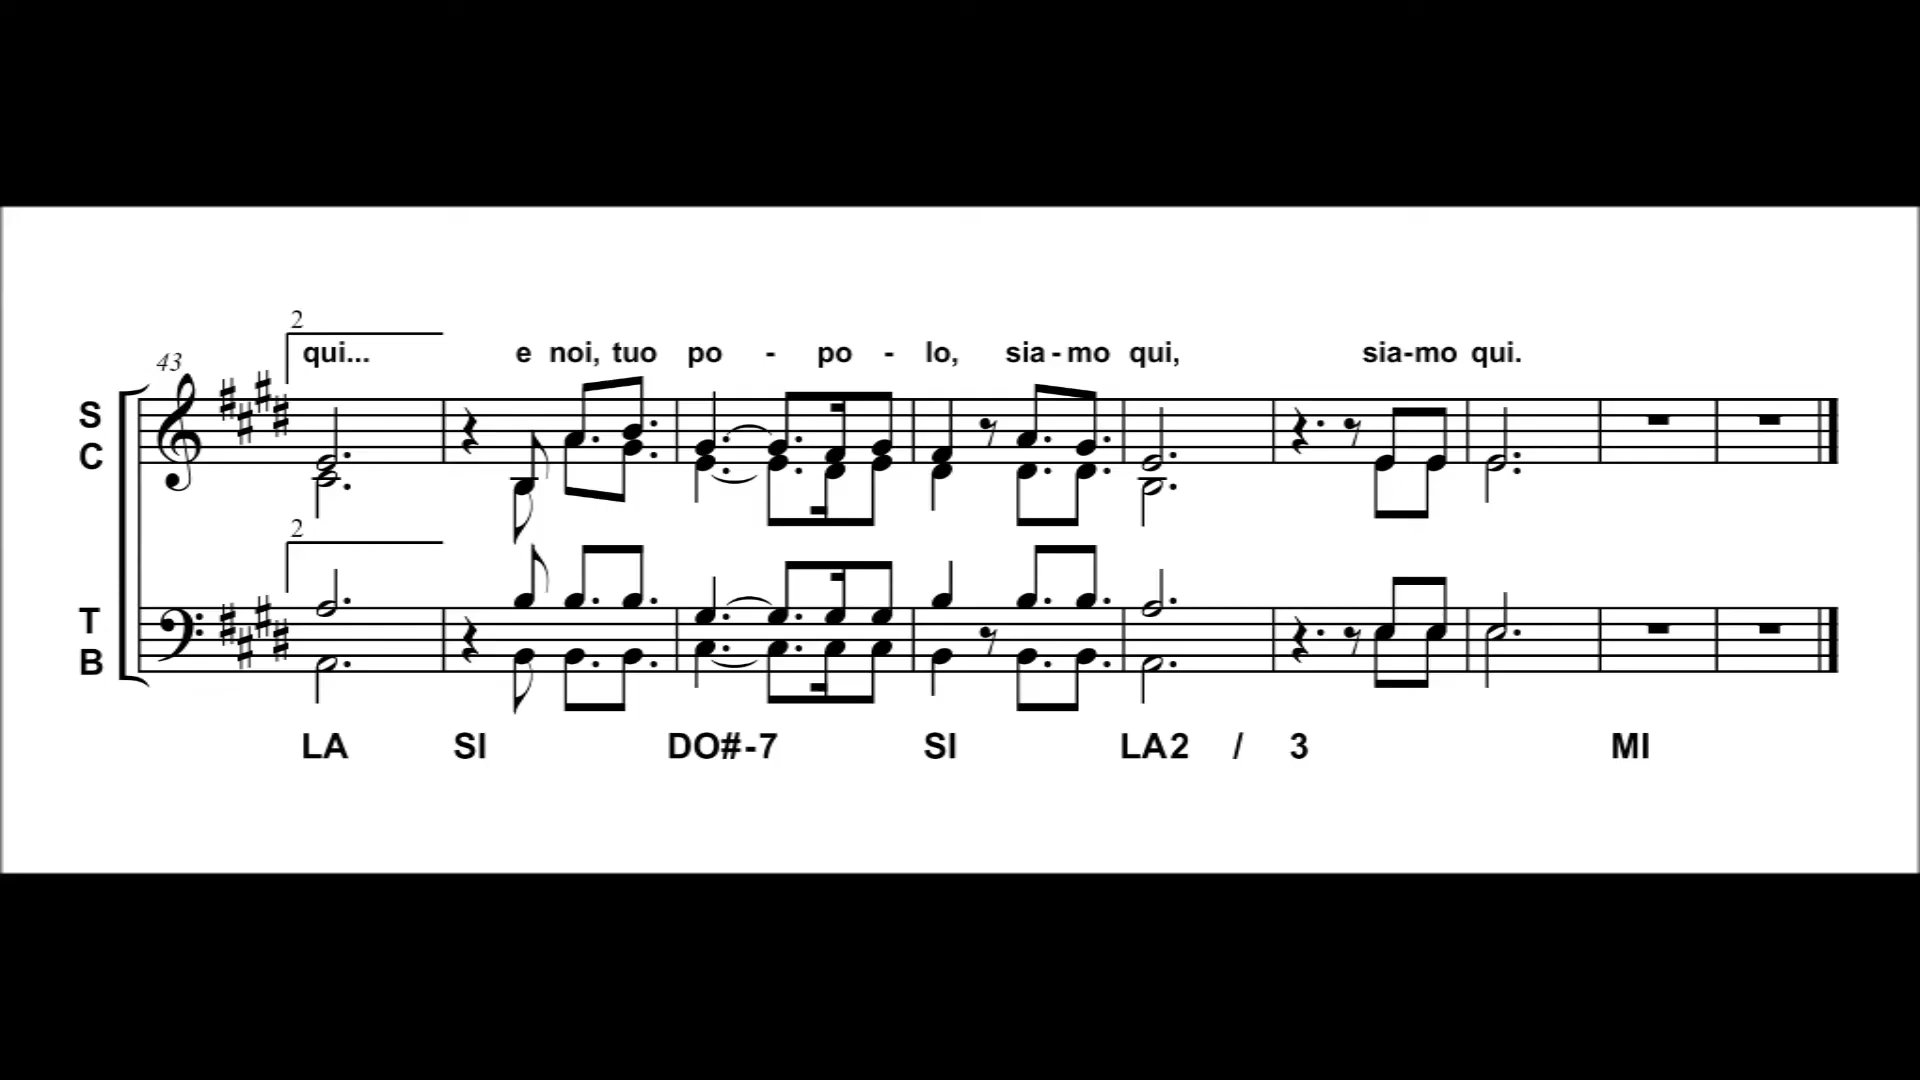 2
qui... e noi, tuo po - po - lo, sia - mo qui, sia-mo qui.
43
S
C
2
T
B
LA SI DO#-7 SI LA2 / 3 MI